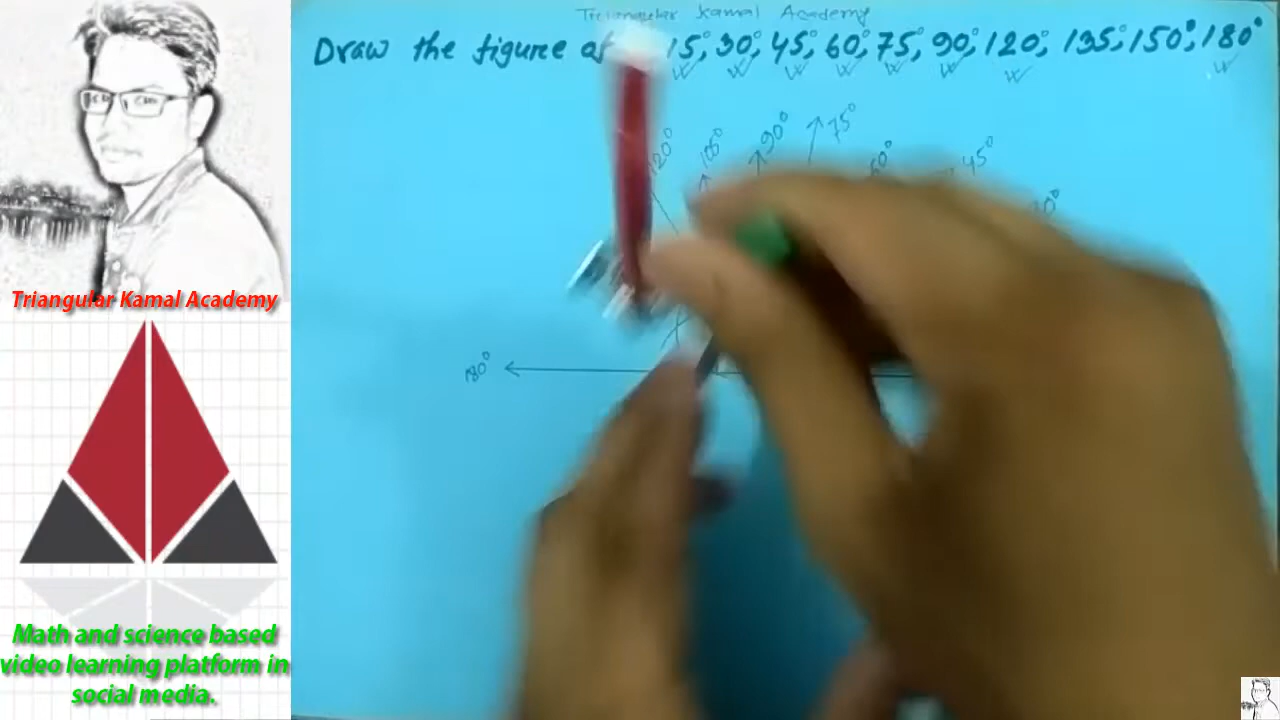 Triangular Kamal Academy
Draw the figure of 15°, 30°, 45°, 60°, 75°, 90°, 120°, 135°, 150°, 180°
120°
105°
90°
75°
60°
45°
180°
Triangular Kamal Academy
Math and science based
video learning platform in
social media.